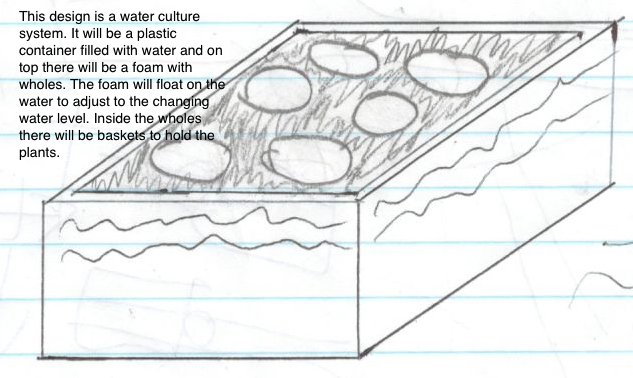 This design is a water culture
system. It will be a plastic
container filled with water and on
top there will be a foam with
wholes. The foam will float on the
water to adjust to the changing
water level. Inside the wholes
there will be baskets to hold the
plants.